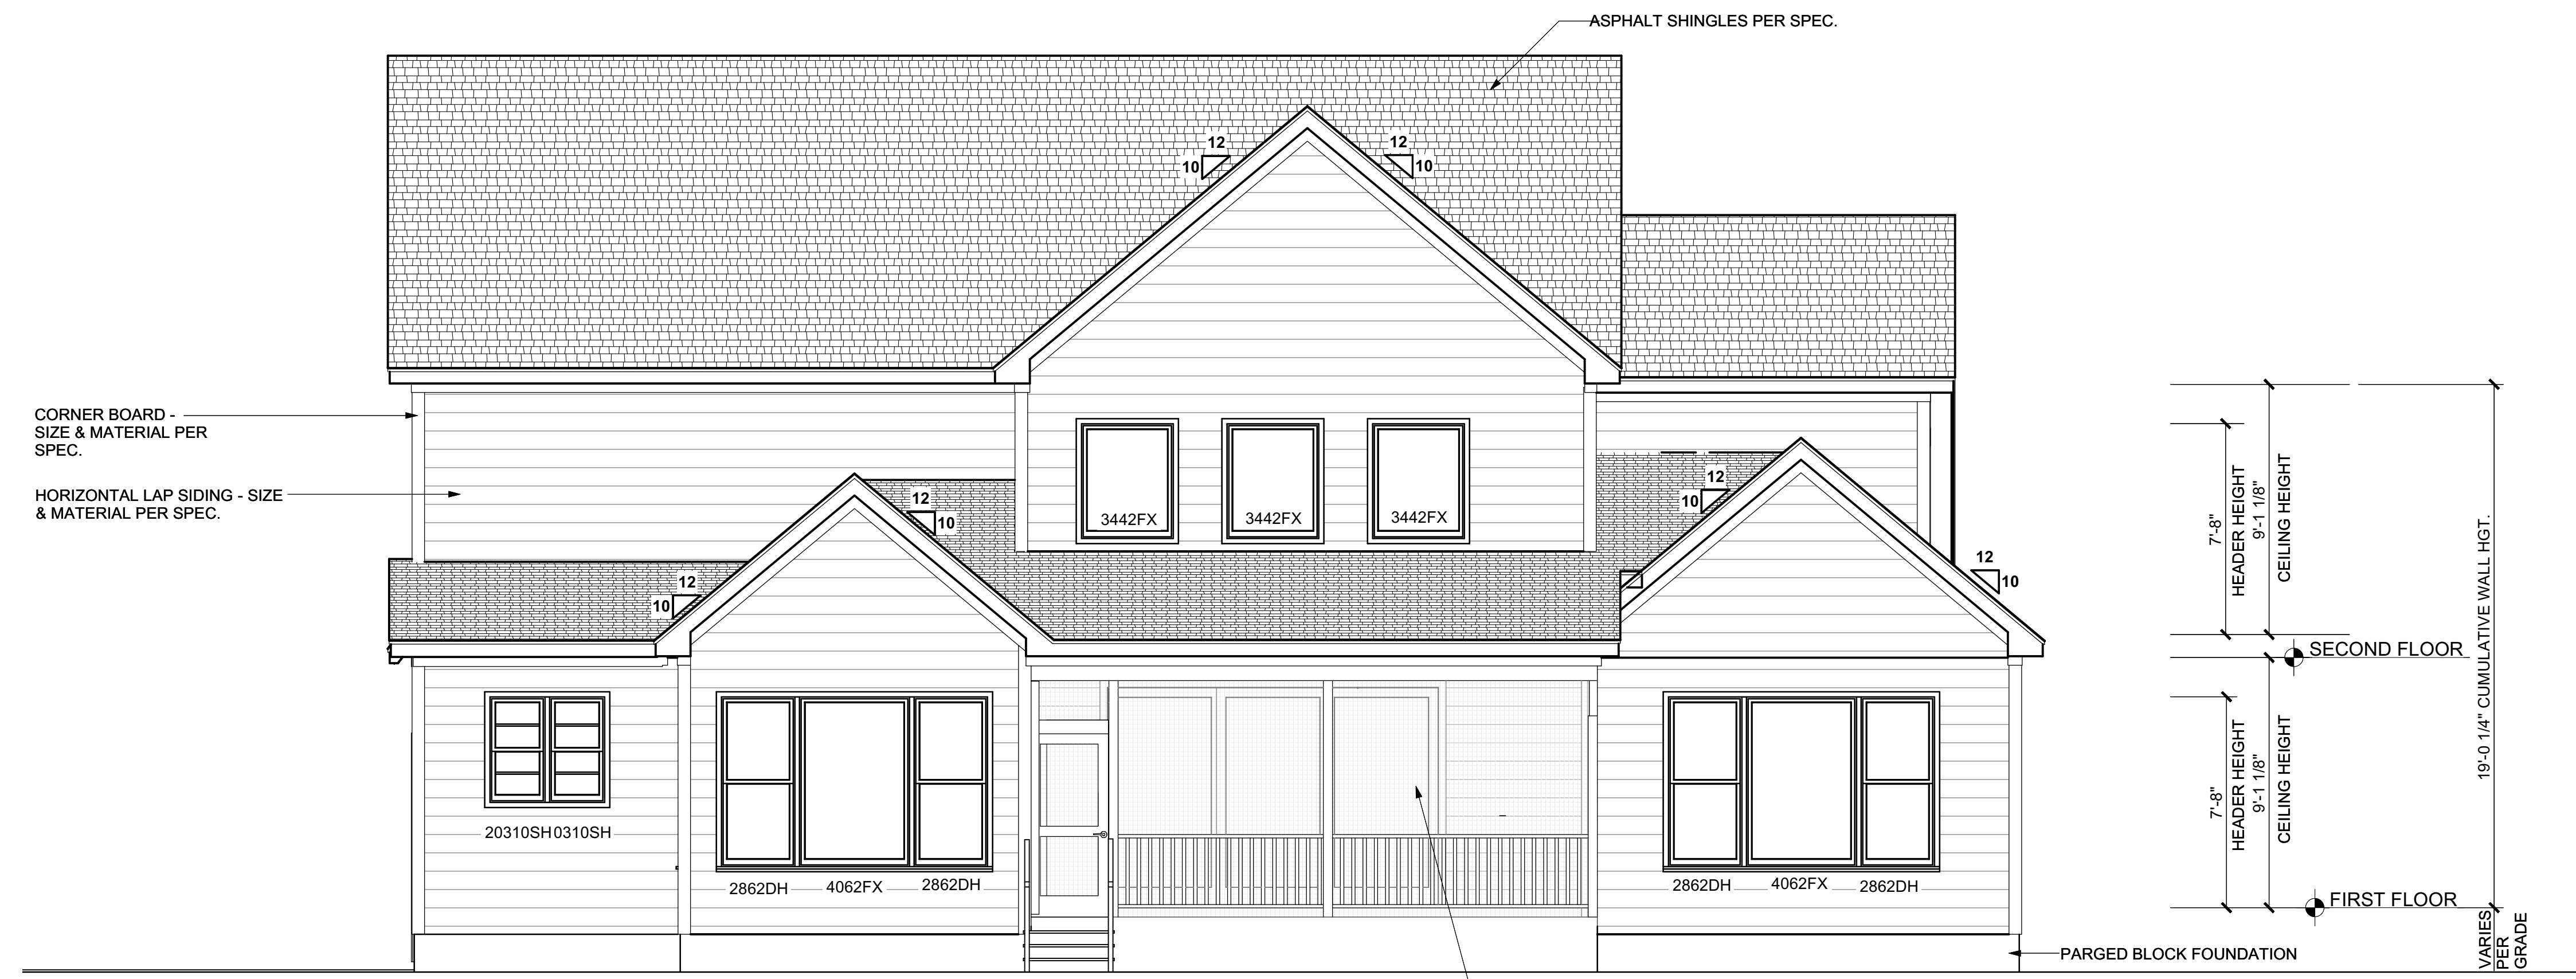 ASPHALT SHINGLES PER SPEC.
12
10
12
10
CORNER BOARD -
SIZE & MATERIAL PER
SPEC.
HORIZONTAL LAP SIDING - SIZE
& MATERIAL PER SPEC.
3442FX
3442FX
3442FX
12
10
12
10
12
10
12
10
7'-8"
HEADER HEIGHT
9'-1 1/8"
CEILING HEIGHT
19'-0 1/4" CUMULATIVE WALL HGT.
SECOND FLOOR
7'-8"
HEADER HEIGHT
9'-1 1/8"
CEILING HEIGHT
20310SH0310SH
2862DH
4062FX
2862DH
2862DH
4062FX
2862DH
FIRST FLOOR
VARIES
PER
GRADE
PARGED BLOCK FOUNDATION